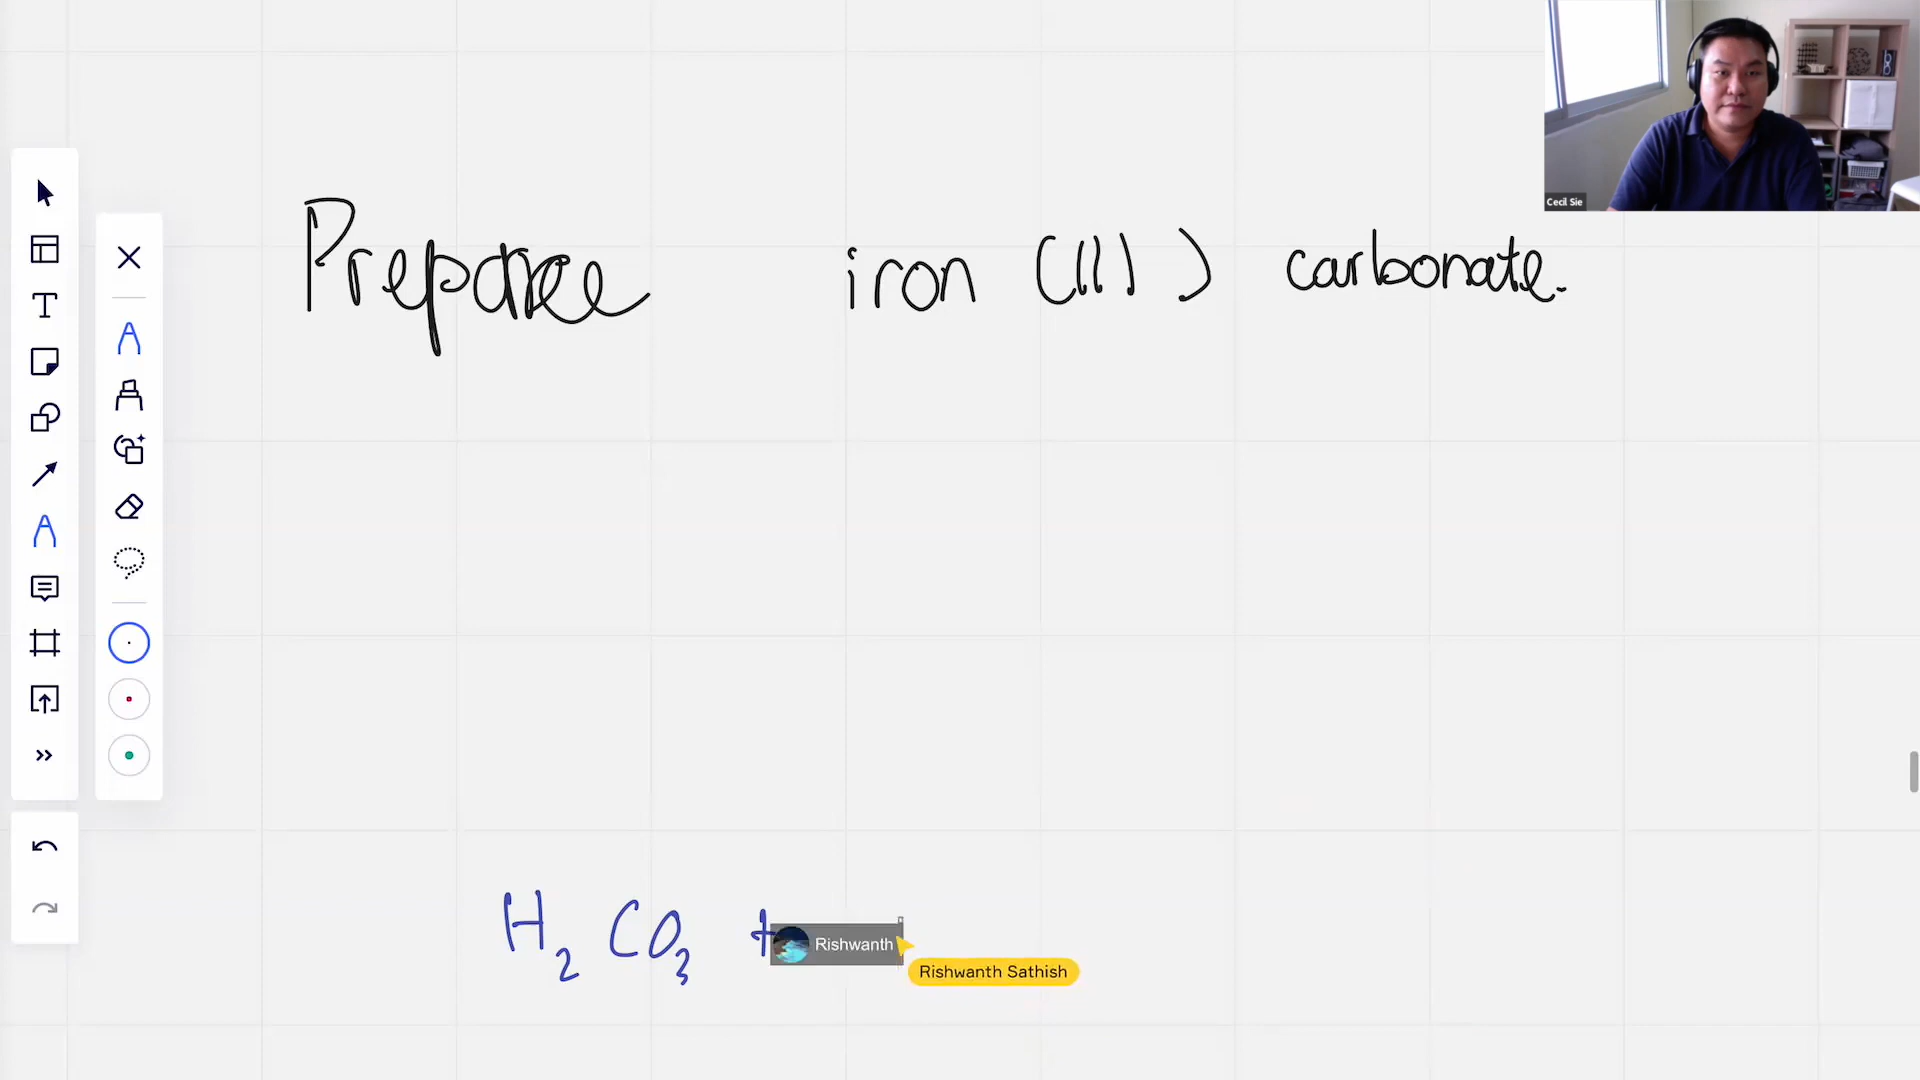 Cecil Sie
Prepare iron (II) carbonate.
H2 CO3 +
Rishwanth
Rishwanth Sathish